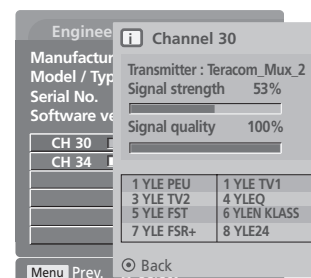 Enginee
i Channel 30
Manufactur
Model / Typ
Serial No.
Software ve
Transmitter : Teracom_Mux_2
Signal strength 53%
Signal quality 100%
CH 30
CH 34
1 YLE PEU 1 YLE TV1
3 YLE TV2 4 YLEQ
5 YLE FST 6 YLEN KLASS
7 YLE FSR+ 8 YLE24
Back
Menu Prev.